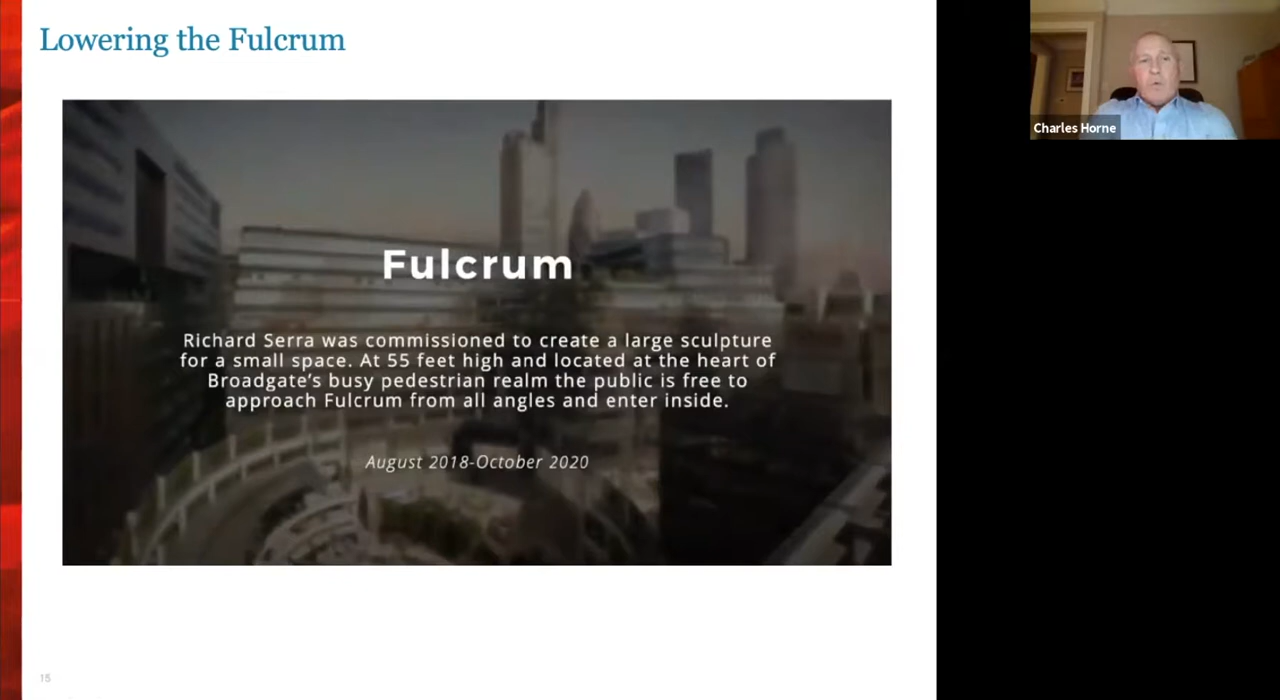 Lowering the Fulcrum
Charles Horne
Fulcrum
Richard Serra was commissioned to create a large sculpture
for a small space. At 55 feet high and located at the heart of
Broadgate's busy pedestrian realm the public is free to
approach Fulcrum from all angles and enter inside.
August 2018-October 2020
15